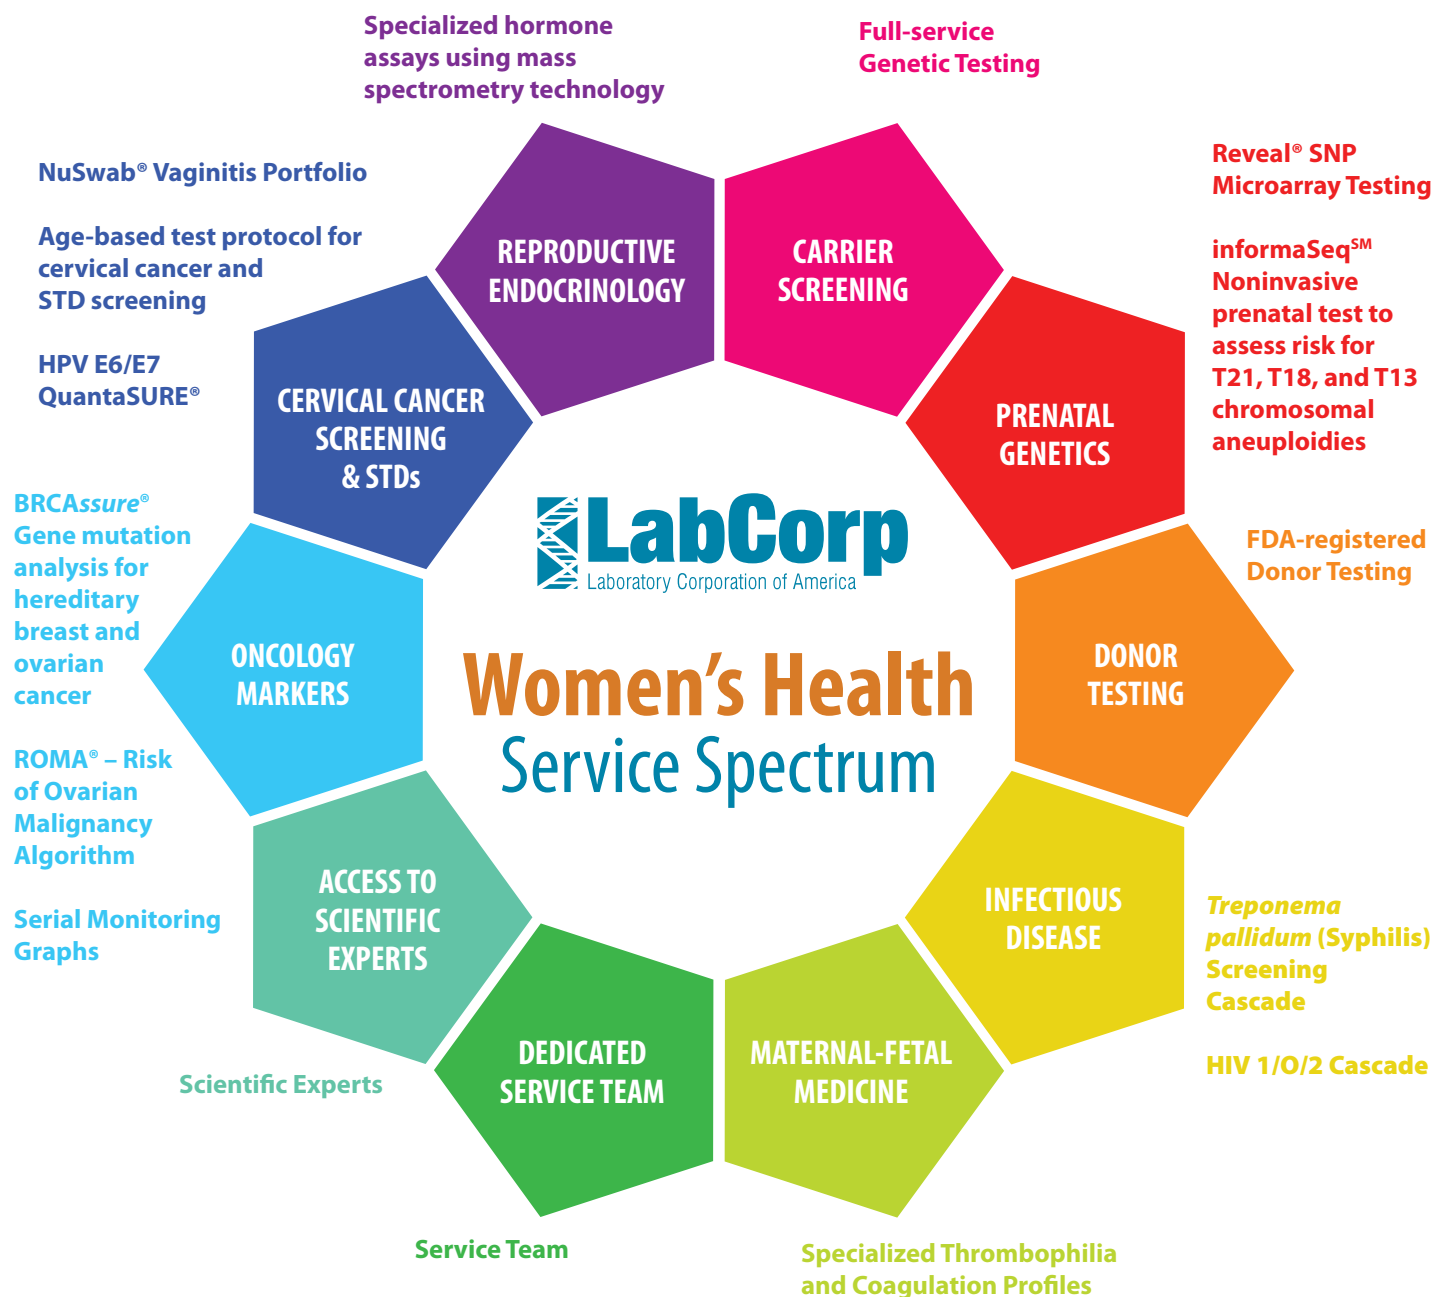 Specialized hormone
assays using mass
spectrometry technology
Full-service
Genetic Testing
NuSwab® Vaginitis Portfolio
Age-based test protocol for
cervical cancer and
STD screening
HPV E6/E7
QuantaSURE®
Reveal® SNP
Microarray Testing
informaSeq℠
Noninvasive
prenatal test to
assess risk for
T21, T18, and T13
chromosomal
aneuploidies
REPRODUCTIVE
ENDOCRINOLOGY
CARRIER
SCREENING
CERVICAL CANCER
SCREENING
& STDs
PRENATAL
GENETICS
BRCAssure®
Gene mutation
analysis for
hereditary
breast and
ovarian
cancer
ROMA® – Risk
of Ovarian
Malignancy
Algorithm
Serial Monitoring
Graphs
LabCorp
Laboratory Corporation of America
Women's Health
Service Spectrum
FDA-registered
Donor Testing
ONCOLOGY
MARKERS
DONOR
TESTING
ACCESS TO
SCIENTIFIC
EXPERTS
INFECTIOUS
DISEASE
Treponema
pallidum (Syphilis)
Screening
Cascade
HIV 1/O/2 Cascade
DEDICATED
SERVICE TEAM
MATERNAL-FETAL
MEDICINE
Scientific Experts
Service Team
Specialized Thrombophilia
and Coagulation Profiles